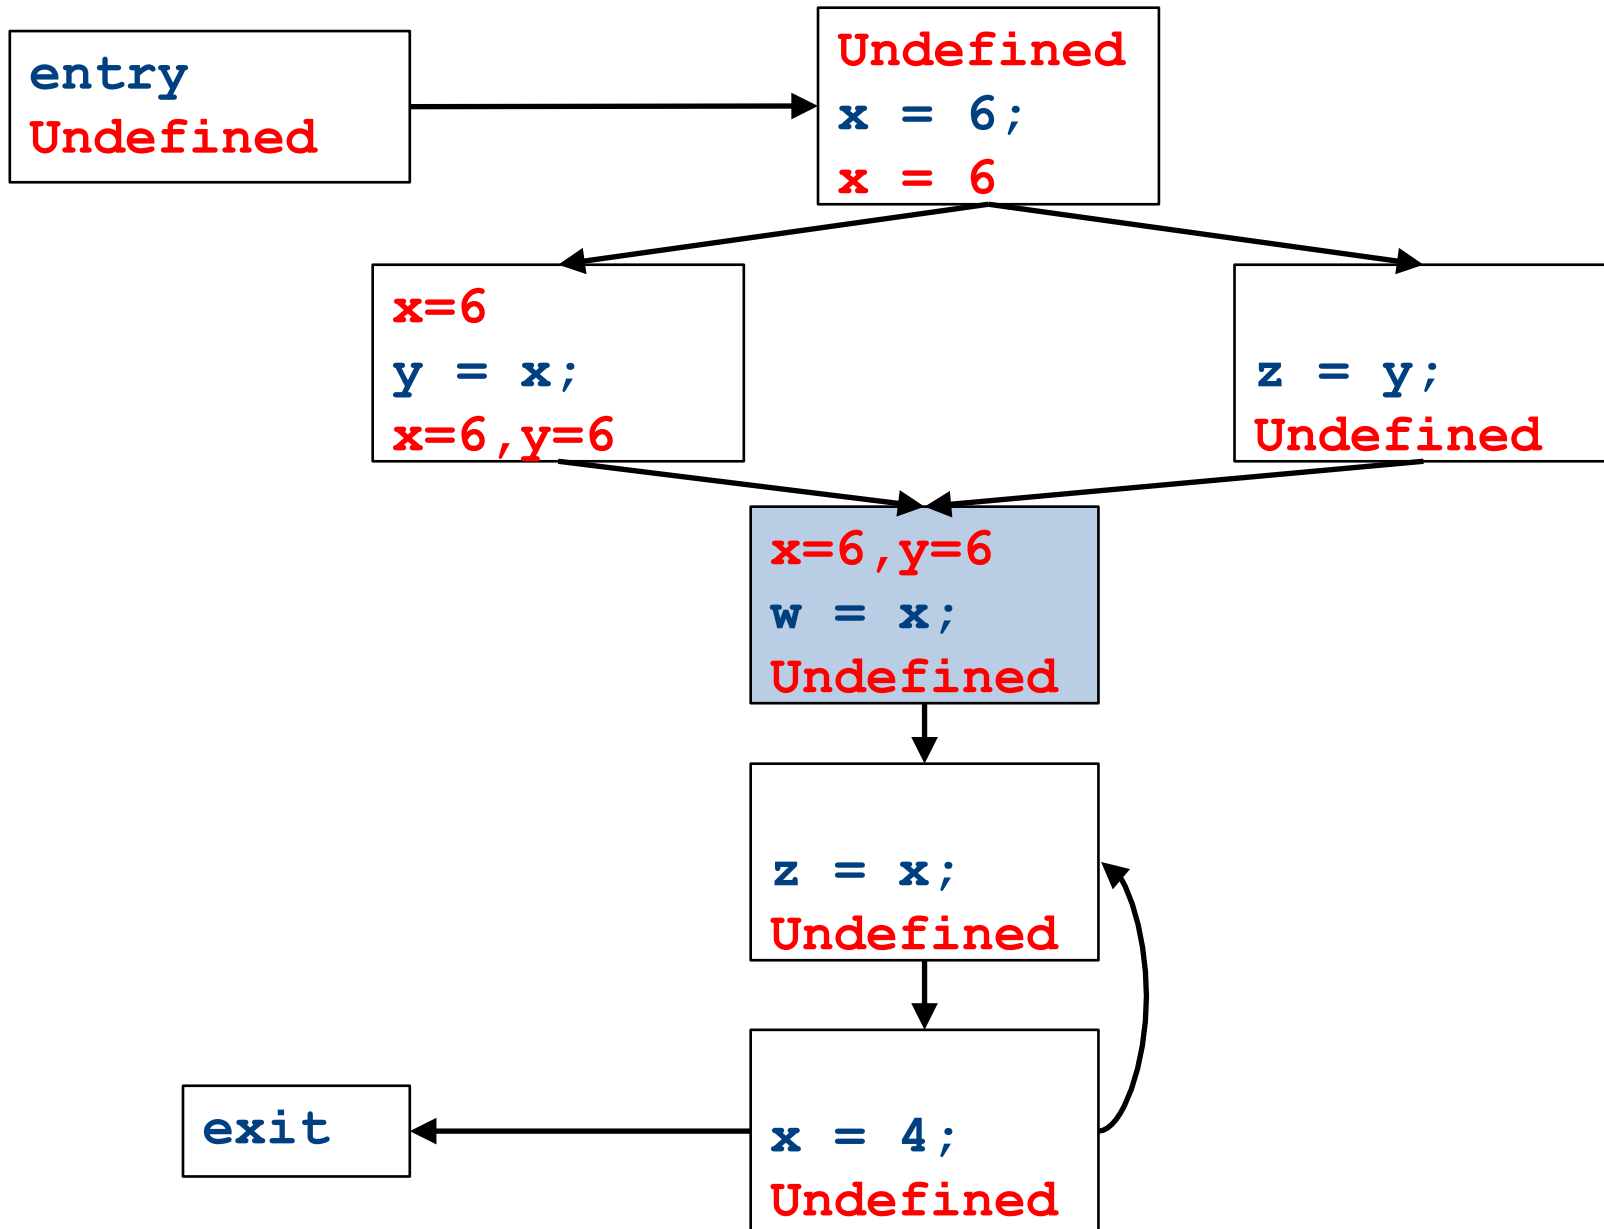 entry
Undefined
Undefined
x = 6;
x = 6
x=6
y = x;
x=6,y=6
z = y;
Undefined
x=6,y=6
w = x;
Undefined
z = x;
Undefined
x = 4;
Undefined
exit